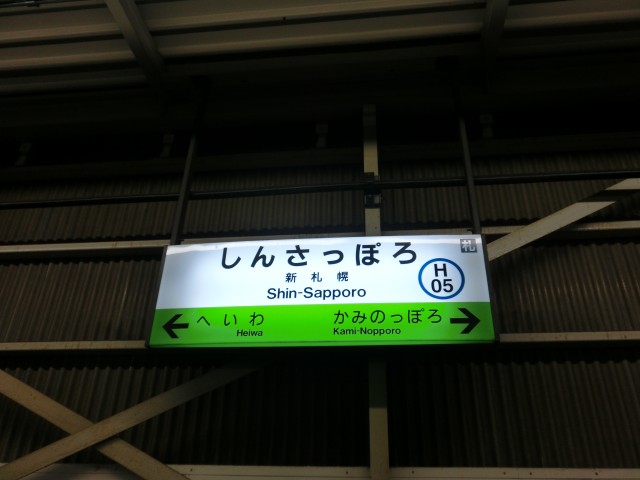 しんさっぽろ
札
新札幌
Shin-Sapporo
H
05
← へいわ かみのっぽろ →
Heiwa Kami-Nopporo